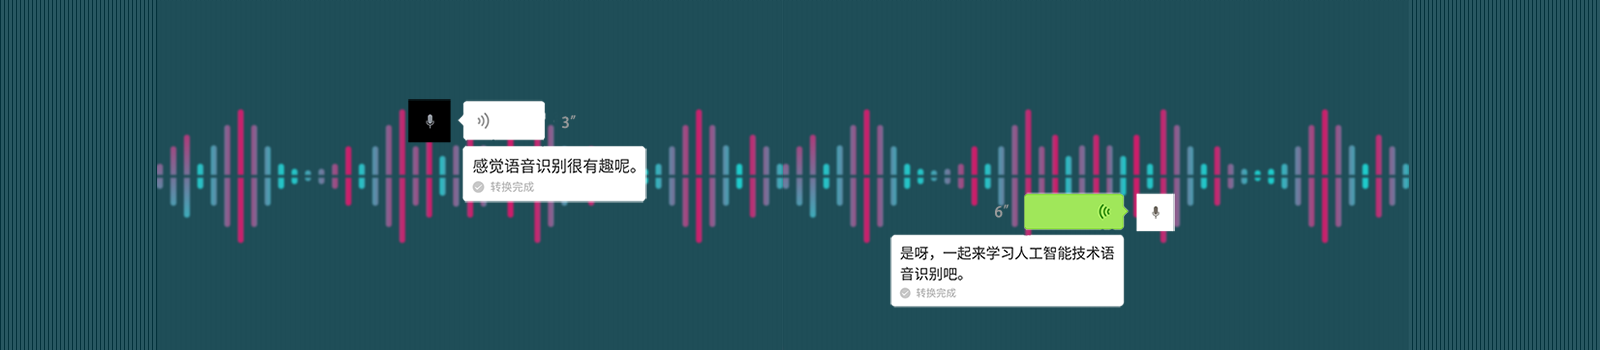 3"
感觉语音识别很有趣呢。
转换完成
6"
是呀，一起来学习人工智能技术语
音识别吧。
转换完成